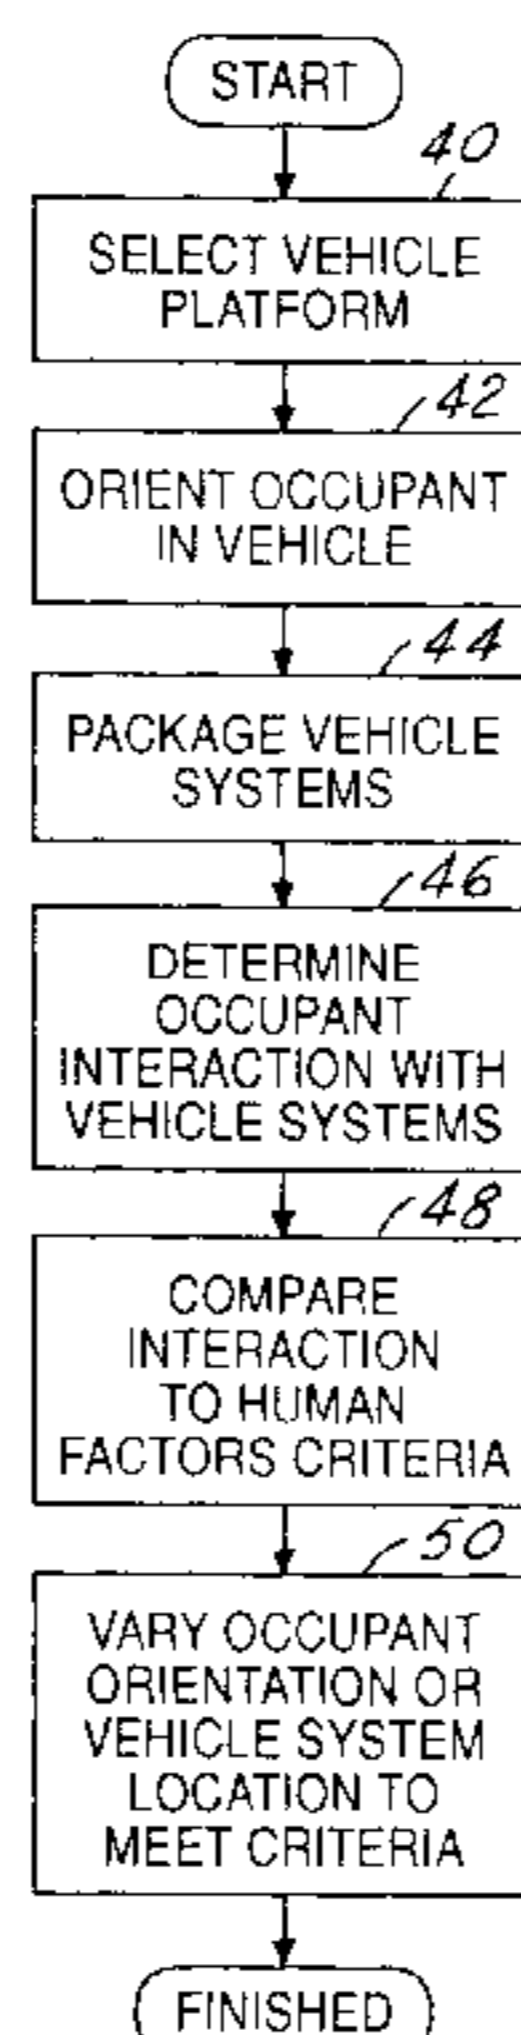 START
40
SELECT VEHICLE
PLATFORM
42
ORIENT OCCUPANT
IN VEHICLE
44
PACKAGE VEHICLE
SYSTEMS
46
DETERMINE
OCCUPANT
INTERACTION WITH
VEHICLE SYSTEMS
48
COMPARE
INTERACTION
TO HUMAN
FACTORS CRITERIA
50
VARY OCCUPANT
ORIENTATION OR
VEHICLE SYSTEM
LOCATION TO
MEET CRITERIA
FINISHED